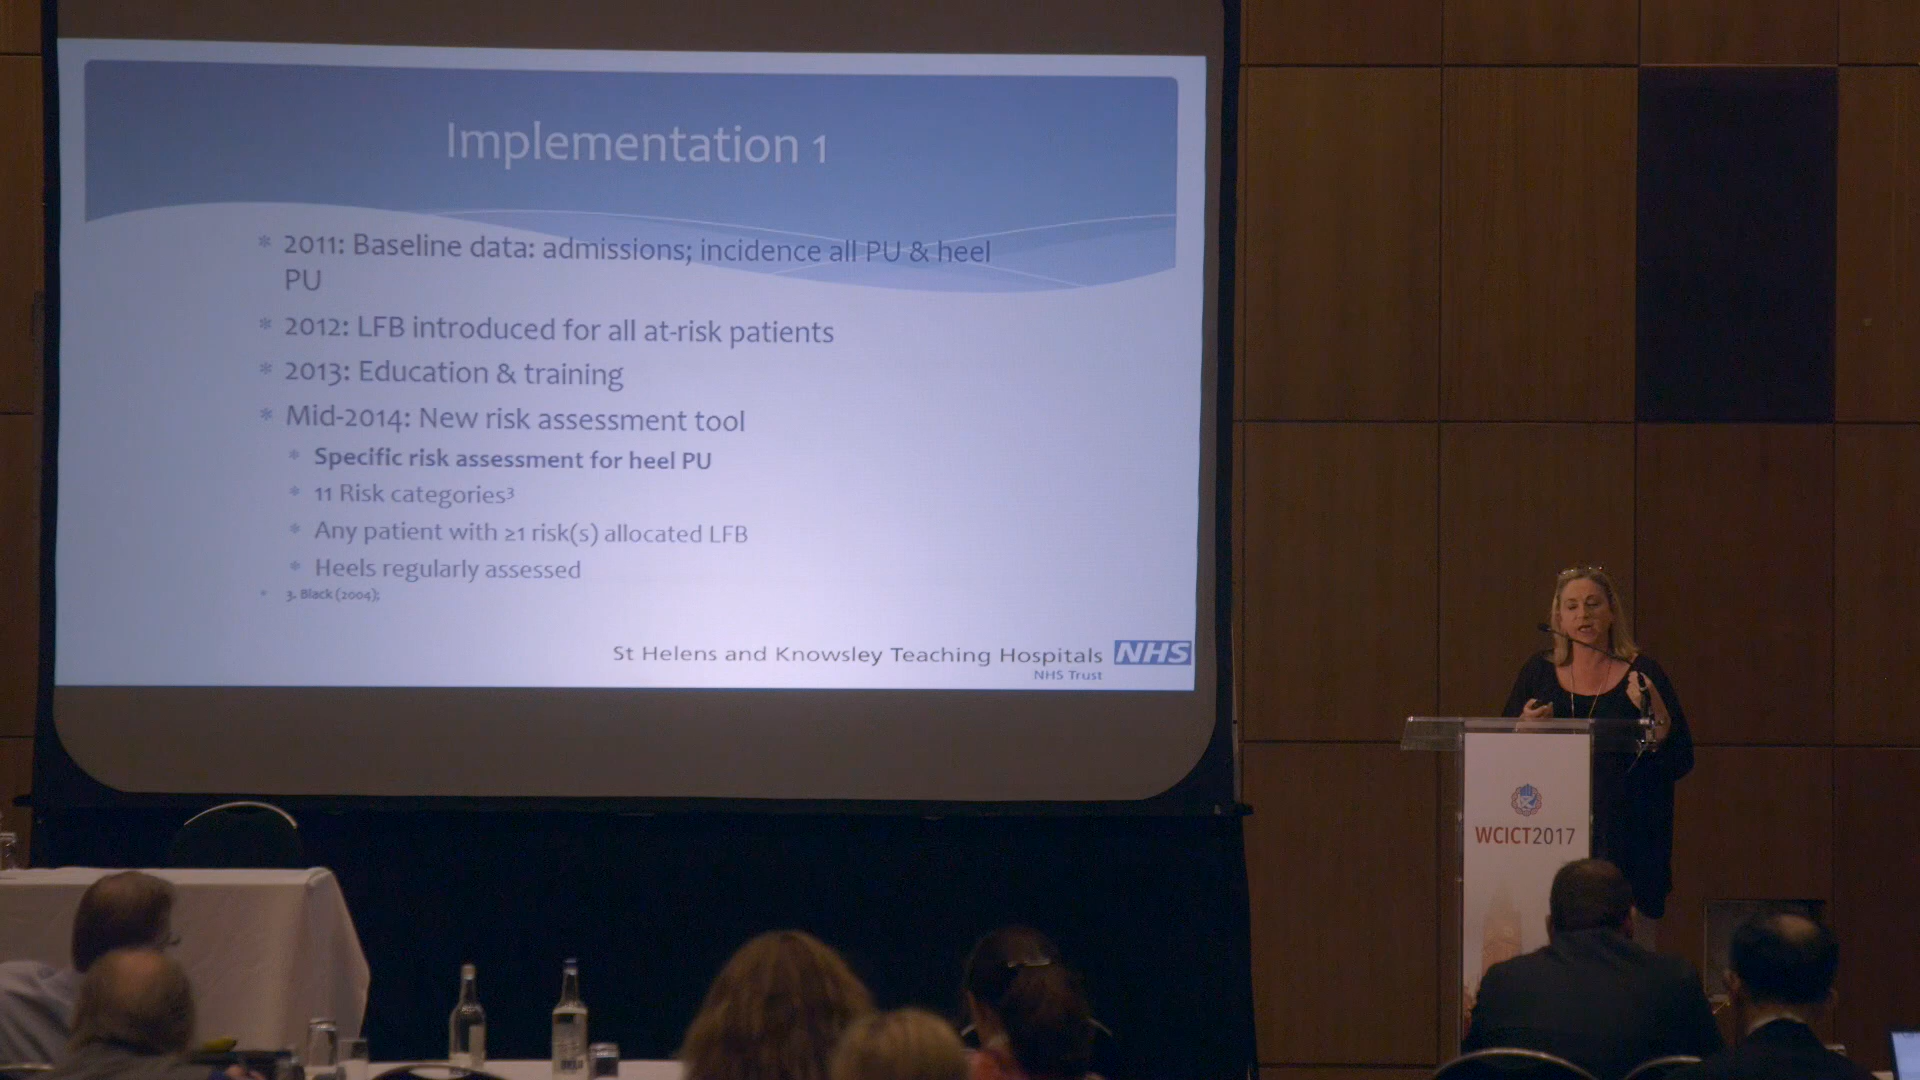 Implementation 1
* 2011: Baseline data: admissions; incidence all PU & heel
PU
* 2012: LFB introduced for all at-risk patients
* 2013: Education & training
* Mid-2014: New risk assessment tool
* Specific risk assessment for heel PU
* 11 Risk categories³
* Any patient with ≥1 risk(s) allocated LFB
* Heels regularly assessed
* 3. Black (2004);
St Helens and Knowsley Teaching Hospitals NHS
NHS Trust
WCICT2017